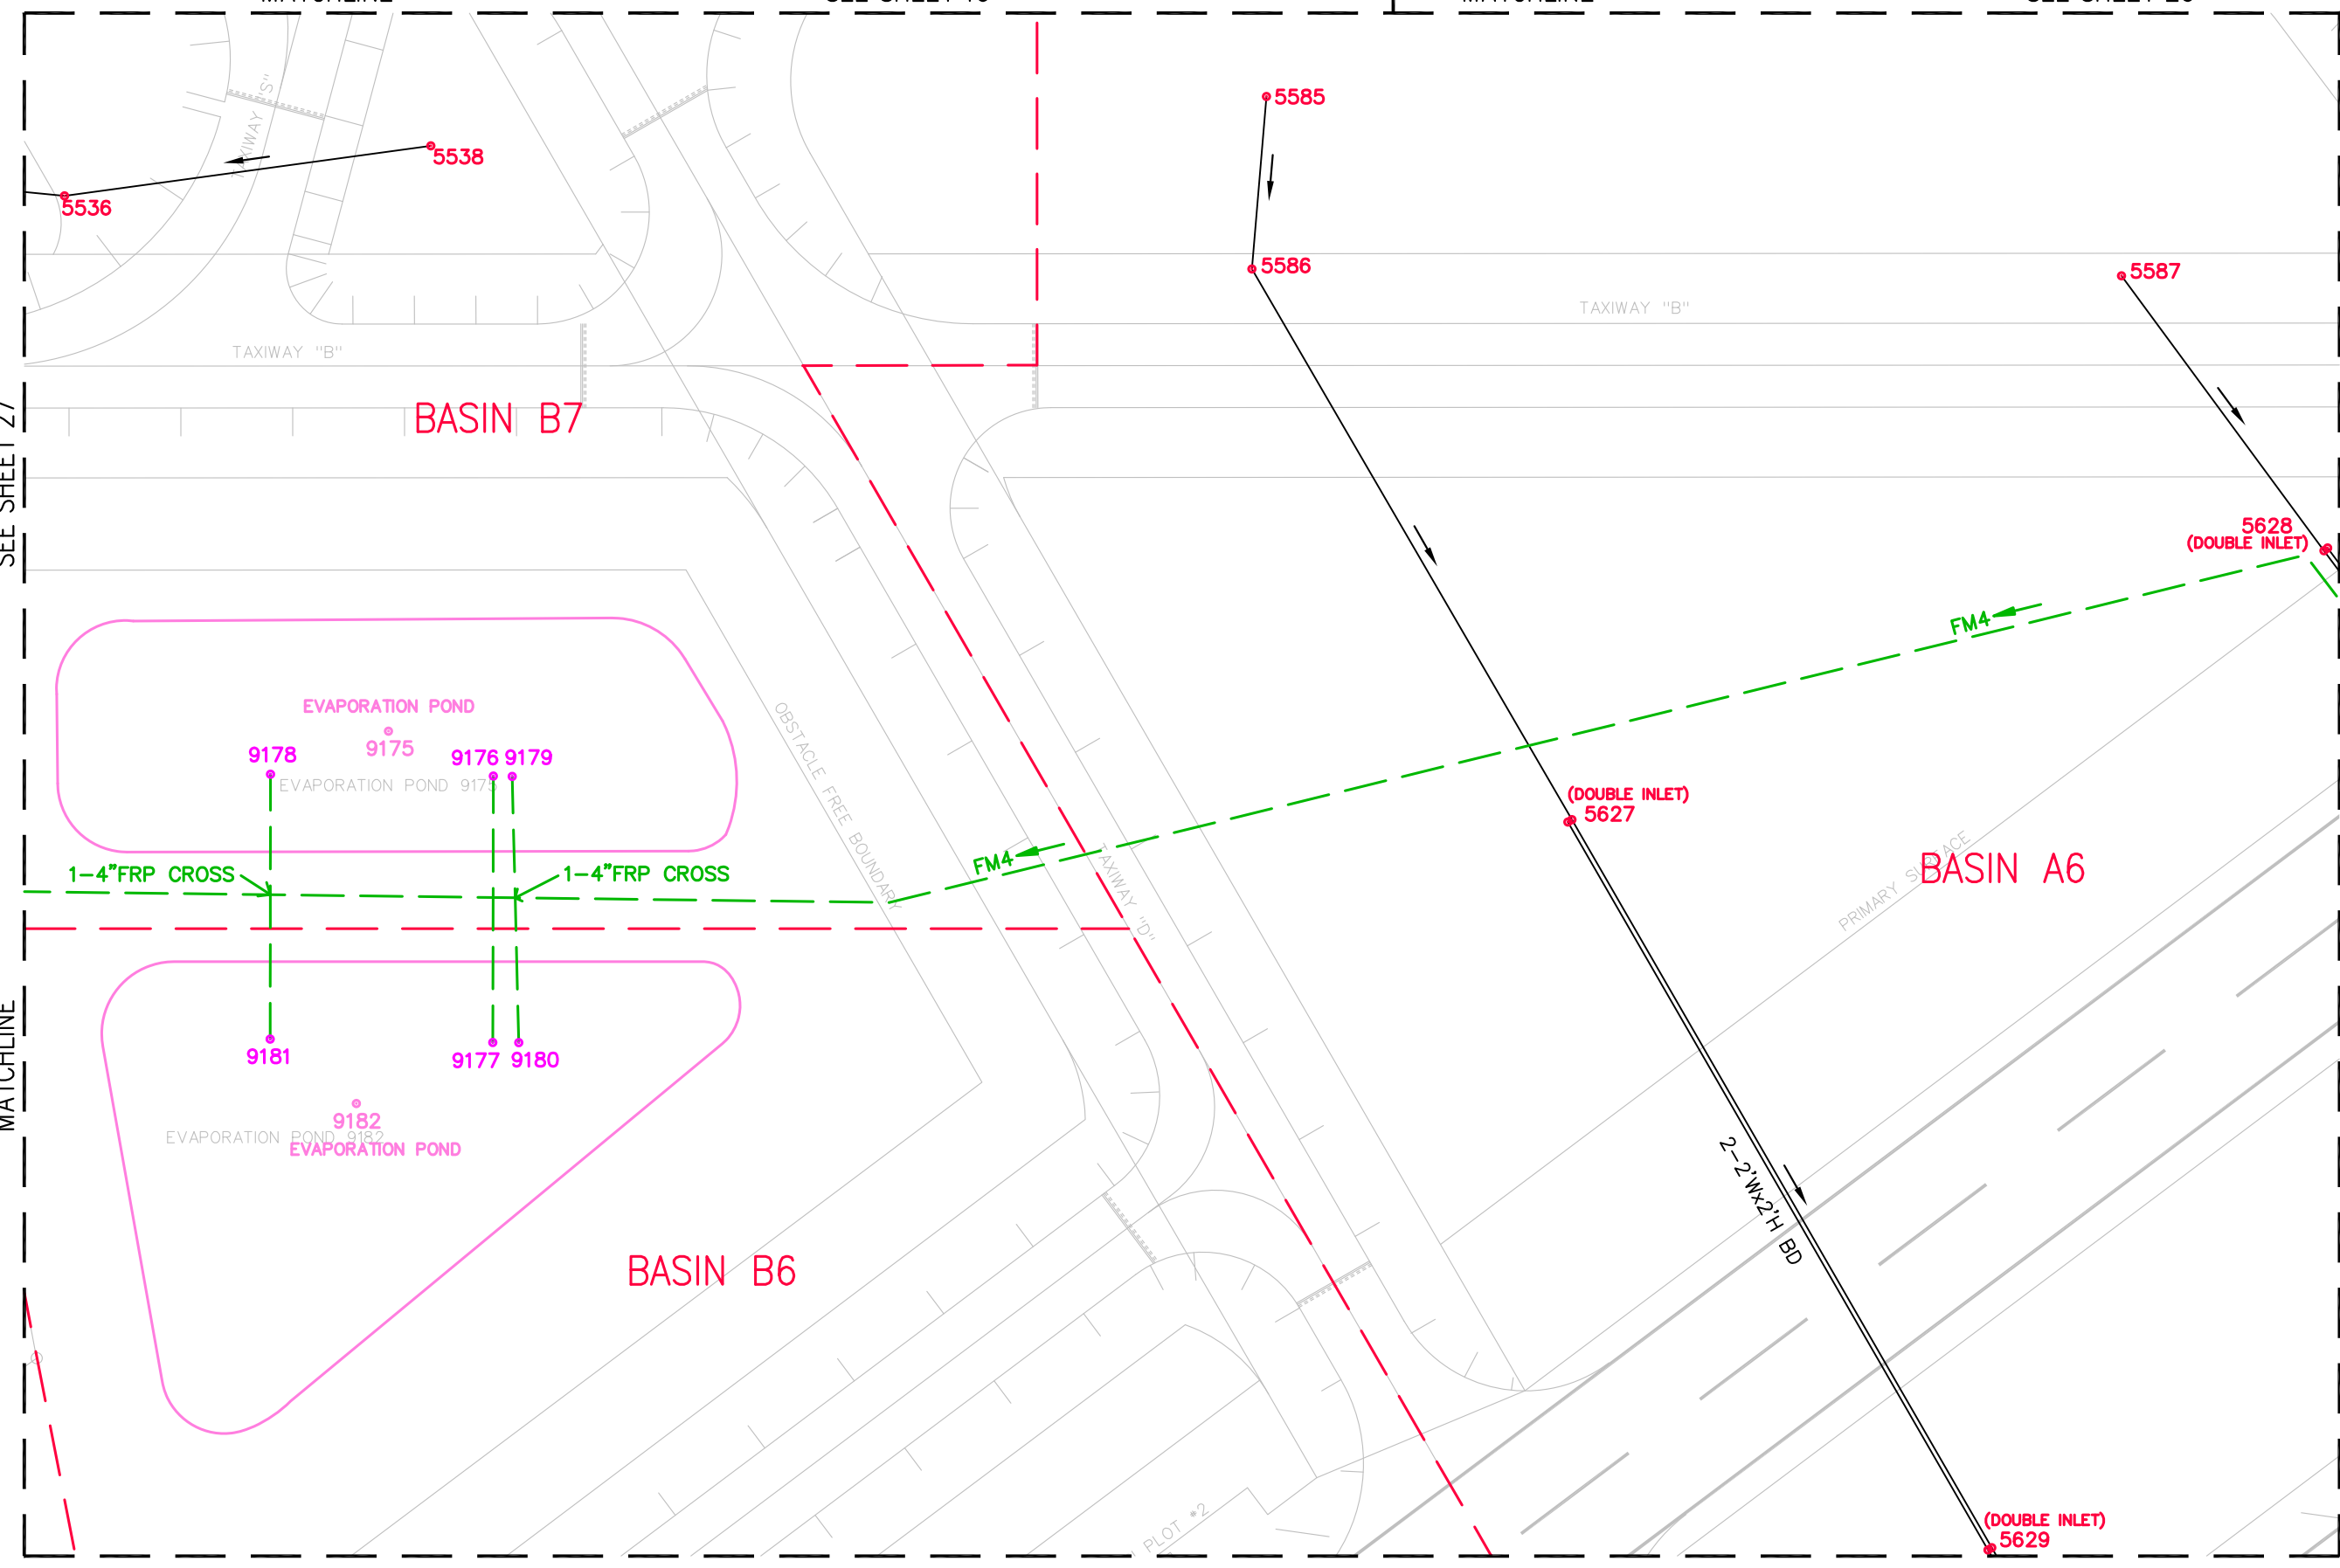 5585
5538
5536
TAXIWAY "S"
5586
5587
TAXIWAY "B"
TAXIWAY "B"
BASIN B7
SEE SHEET 27
5628
(DOUBLE INLET)
FM4
EVAPORATION POND
9175
9178
9176 9179
EVAPORATION POND 9175
OBSTACLE FREE BOUNDARY
(DOUBLE INLET)
5627
FM4
1-4"FRP CROSS
1-4"FRP CROSS
TAXIWAY "D"
PRIMARY SURFACE
BASIN A6
MATCHLINE
9181
9177 9180
9182
EVAPORATION POND 9182
EVAPORATION POND
2-2'Wx2'H BD
BASIN B6
PLOT #2
(DOUBLE INLET)
5629